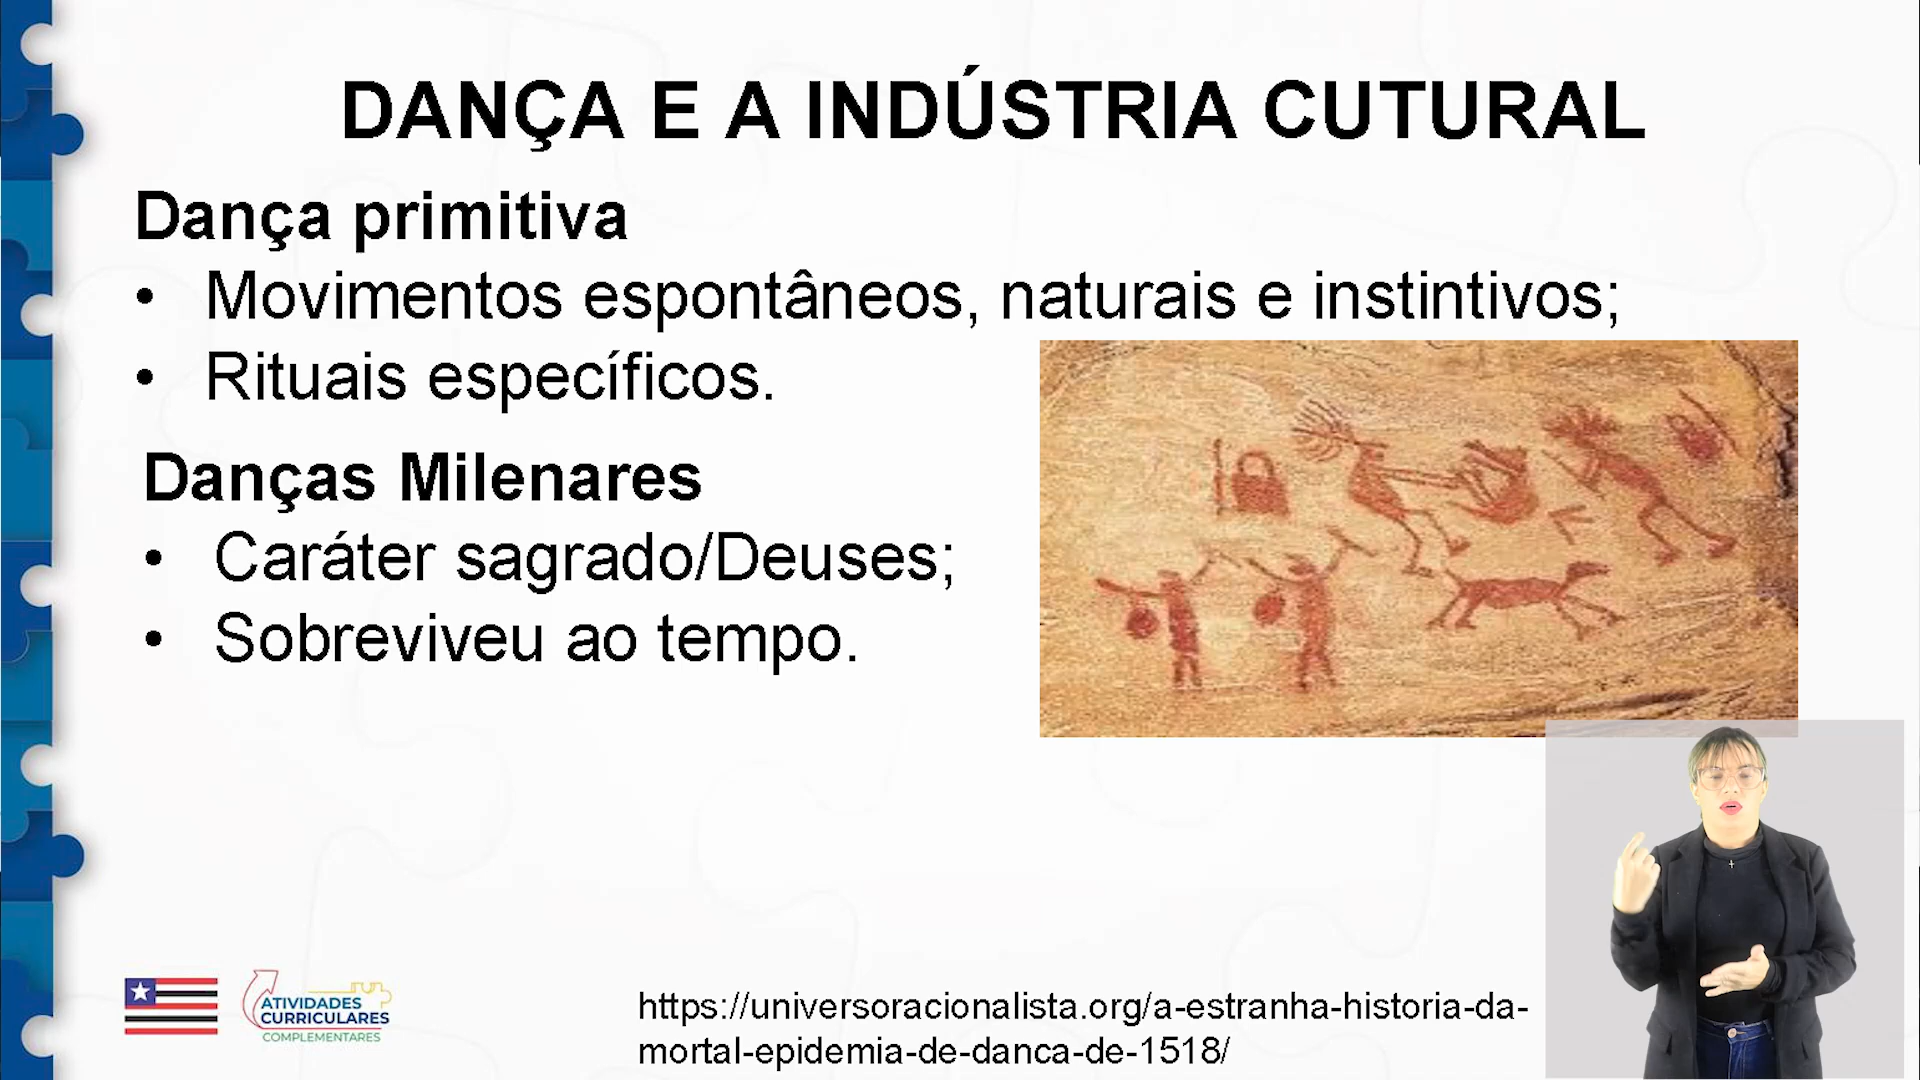 DANÇA E A INDÚSTRIA CUTURAL
Dança primitiva
• Movimentos espontâneos, naturais e instintivos;
• Rituais específicos.
Danças Milenares
• Caráter sagrado/Deuses;
• Sobreviveu ao tempo.
ATIVIDADES
CURRICULARES
COMPLEMENTARES
https://universoracionalista.org/a-estranha-historia-da-
mortal-epidemia-de-danca-de-1518/